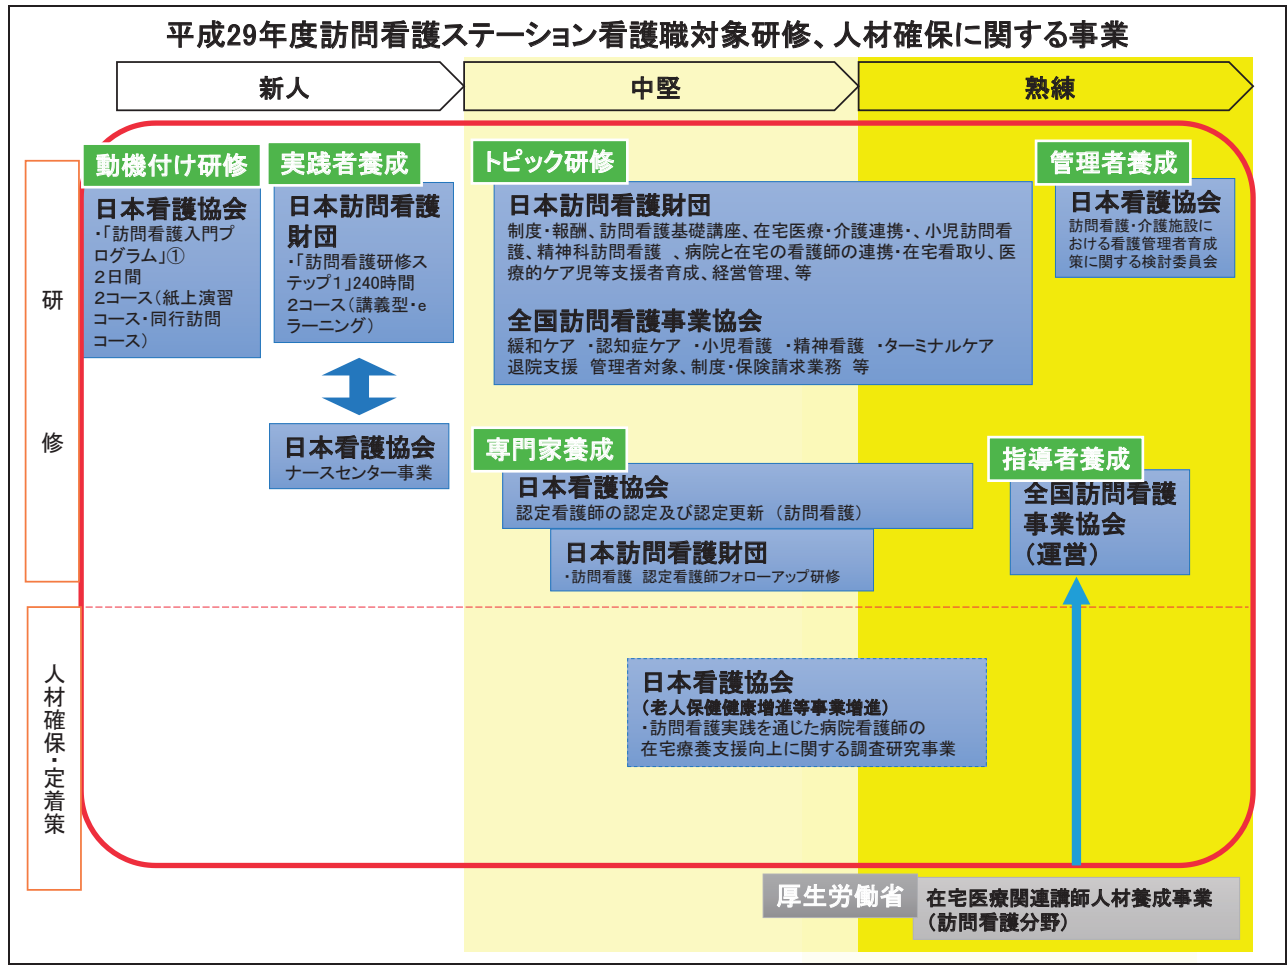 平成29年度訪問看護ステーション看護職対象研修、人材確保に関する事業
新人
中堅
熟練
研修
動機付け研修
日本看護協会
・「訪問看護入門プ
ログラム」①
２日間
２コース（紙上演習
コース・同行訪問
コース）
実践者養成
日本訪問看護
財団
・「訪問看護研修ス
テップ１」240時間
２コース（講義型・e
ラーニング）
日本看護協会
ナースセンター事業
トピック研修
日本訪問看護財団
制度・報酬、訪問看護基礎講座、在宅医療・介護連携・、小児訪問看
護、精神科訪問看護　、病院と在宅の看護師の連携・在宅看取り、医
療的ケア児等支援者育成、経営管理、等
全国訪問看護事業協会
緩和ケア　・認知症ケア　・小児看護　・精神看護　・ターミナルケア
退院支援　管理者対象、制度・保険請求業務　等
管理者養成
日本看護協会
訪問看護・介護施設に
おける看護管理者育成
策に関する検討委員会
専門家養成
日本看護協会
認定看護師の認定及び認定更新　（訪問看護）
日本訪問看護財団
・訪問看護　認定看護師フォローアップ研修
指導者養成
全国訪問看護
事業協会
（運営）
人材確保・定着策
日本看護協会
（老人保健健康増進等事業増進）
・訪問看護実践を通じた病院看護師の
在宅療養支援向上に関する調査研究事業
厚生労働省
在宅医療関連講師人材養成事業
（訪問看護分野）